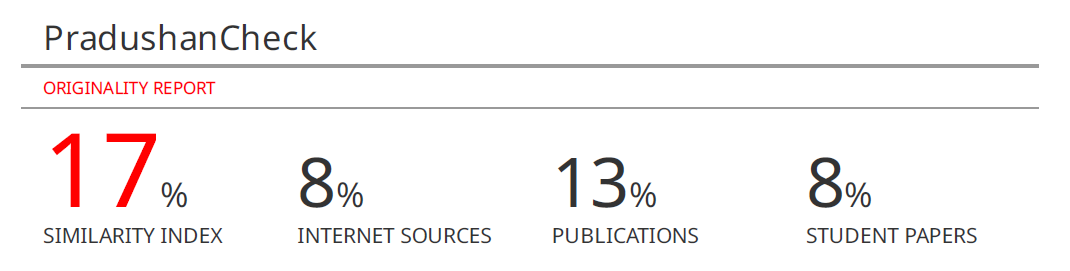 PradushanCheck
ORIGINALITY REPORT
17% 8% 13% 8%
SIMILARITY INDEX INTERNET SOURCES PUBLICATIONS STUDENT PAPERS